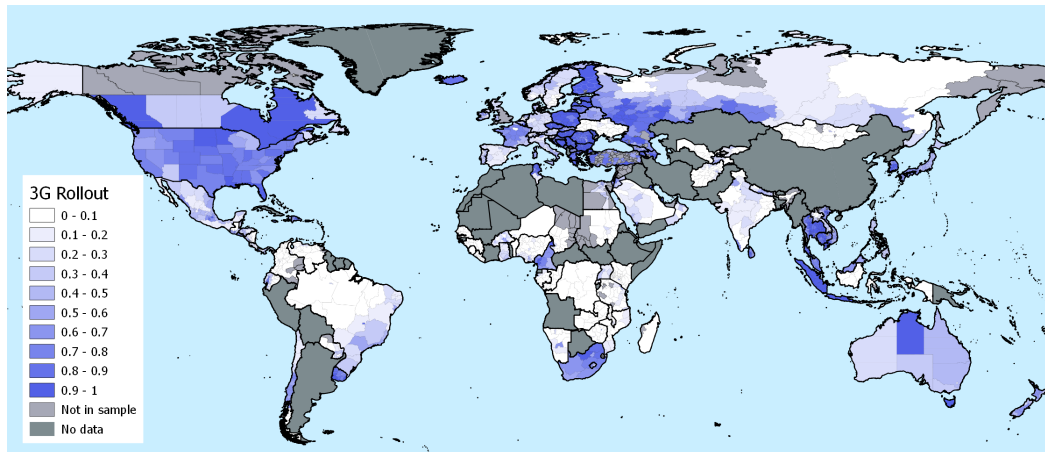 3G Rollout
0 - 0.1
0.1 - 0.2
0.2 - 0.3
0.3 - 0.4
0.4 - 0.5
0.5 - 0.6
0.6 - 0.7
0.7 - 0.8
0.8 - 0.9
0.9 - 1
Not in sample
No data